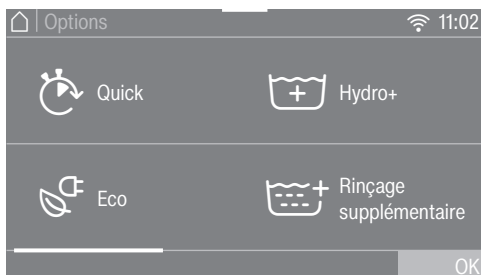 Options
11:02
Quick
Hydro+
Eco
Rinçage
supplémentaire
OK